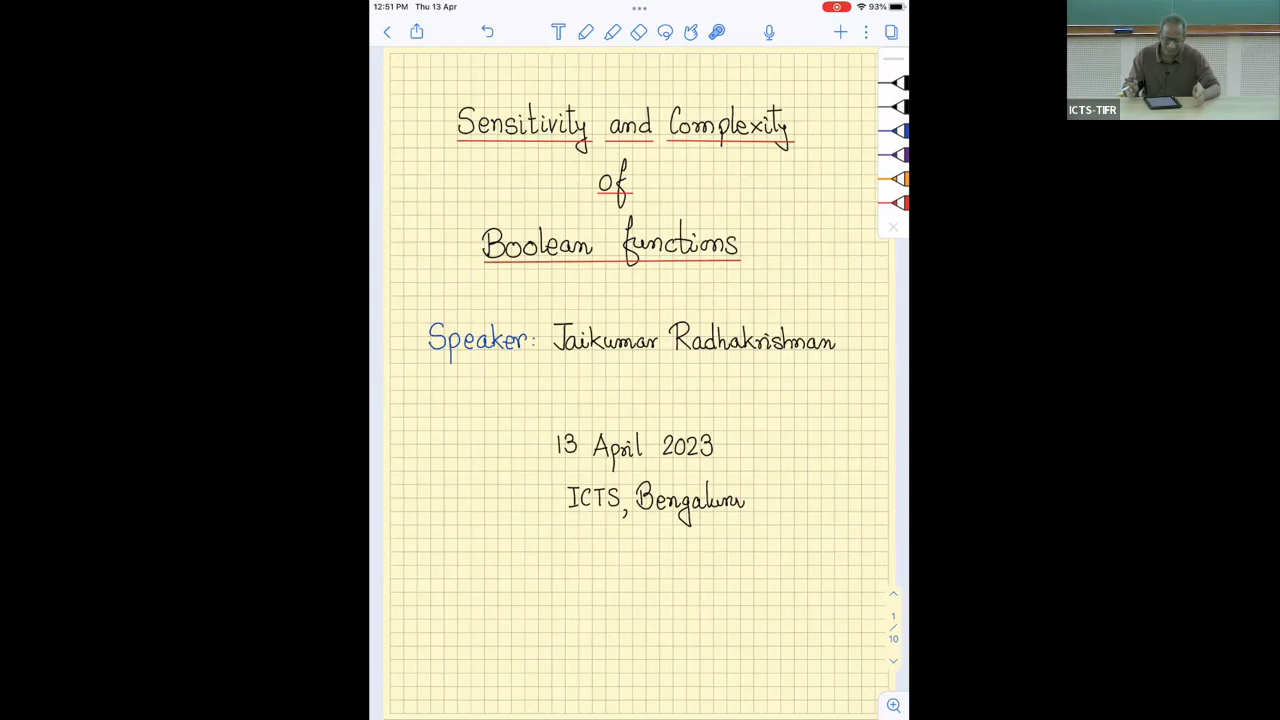 12:51 PM Thu 13 Apr
93%
Sensitivity and Complexity
of
Boolean functions
Speaker: Jaikumar Radhakrishnan
13 April 2023
ICTS, Bengaluru
1
/
10
ICTS-TIFR